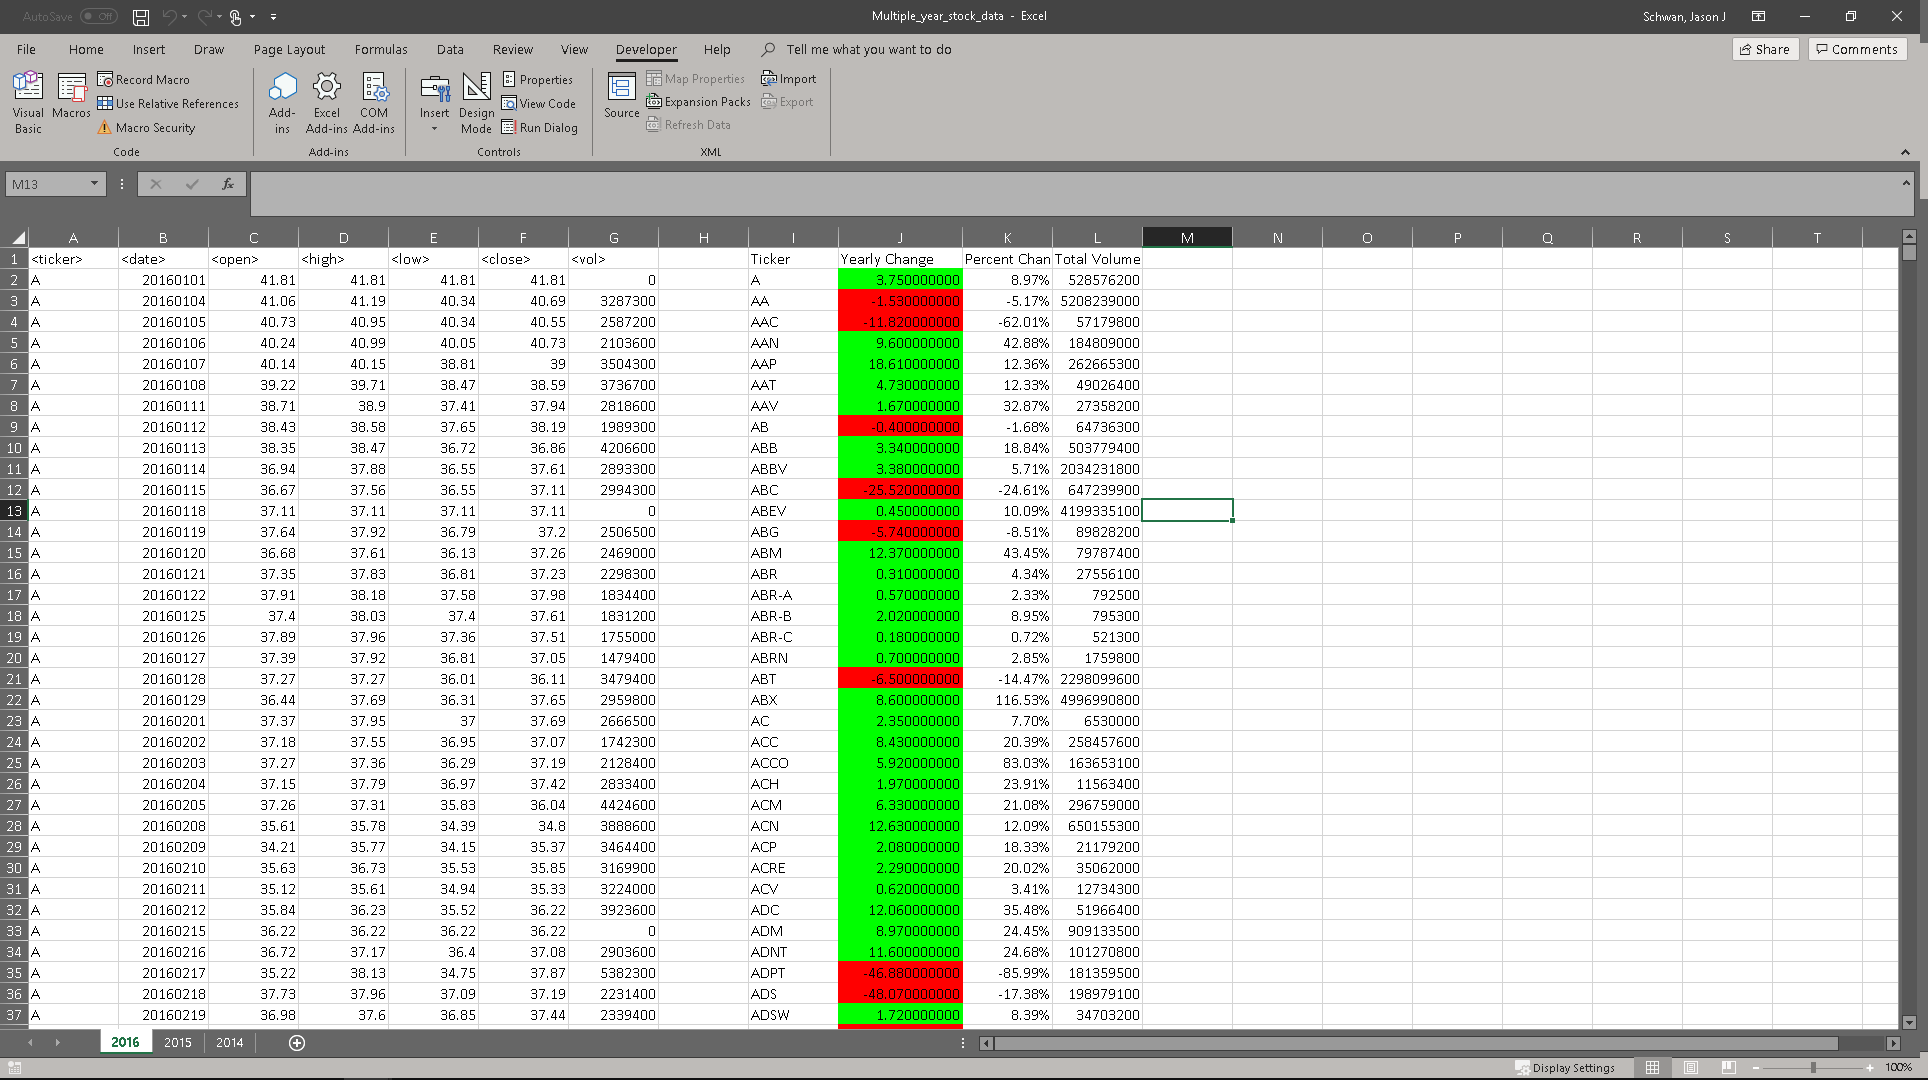 AutoSave Off Multiple_year_stock_data - Excel Schwan, Jason J
File Home Insert Draw Page Layout Formulas Data Review View Developer Help Tell me what you want to do Share Comments
Visual Basic Macros Record Macro Use Relative References Macro Security Add-ins Excel Add-ins COM Add-ins Insert Design Mode Properties View Code Run Dialog Source Map Properties Expansion Packs Refresh Data Import Export
Code Add-ins Controls XML
M13 fx
A B C D E F G H I J K L M N O P Q R S T
1 <ticker> <date> <open> <high> <low> <close> <vol> Ticker Yearly Change Percent Chan Total Volume
2 A 20160101 41.81 41.81 41.81 41.81 0 A 3.750000000 8.97% 528576200
3 A 20160104 41.06 41.19 40.34 40.69 3287300 AA -1.530000000 -5.17% 5208239000
4 A 20160105 40.73 40.95 40.34 40.55 2587200 AAC -11.820000000 -62.01% 57179800
5 A 20160106 40.24 40.99 40.05 40.73 2103600 AAN 9.600000000 42.88% 184809000
6 A 20160107 40.14 40.15 38.81 39 3504300 AAP 18.610000000 12.36% 262665300
7 A 20160108 39.22 39.71 38.47 38.59 3736700 AAT 4.730000000 12.33% 49026400
8 A 20160111 38.71 38.9 37.41 37.94 2818600 AAV 1.670000000 32.87% 27358200
9 A 20160112 38.43 38.58 37.65 38.19 1989300 AB -0.400000000 -1.68% 64736300
10 A 20160113 38.35 38.47 36.72 36.86 4206600 ABB 3.340000000 18.84% 503779400
11 A 20160114 36.94 37.88 36.55 37.61 2893300 ABBV 3.380000000 5.71% 2034231800
12 A 20160115 36.67 37.56 36.55 37.11 2994300 ABC -25.520000000 -24.61% 647239900
13 A 20160118 37.11 37.11 37.11 37.11 0 ABEV 0.450000000 10.09% 4199335100
14 A 20160119 37.64 37.92 36.79 37.2 2506500 ABG -5.740000000 -8.51% 89828200
15 A 20160120 36.68 37.61 36.13 37.26 2469000 ABM 12.370000000 43.45% 79787400
16 A 20160121 37.35 37.83 36.81 37.23 2298300 ABR 0.310000000 4.34% 27556100
17 A 20160122 37.91 38.18 37.58 37.98 1834400 ABR-A 0.570000000 2.33% 792500
18 A 20160125 37.4 38.03 37.4 37.61 1831200 ABR-B 2.020000000 8.95% 795300
19 A 20160126 37.89 37.96 37.36 37.51 1755000 ABR-C 0.180000000 0.72% 521300
20 A 20160127 37.39 37.92 36.81 37.05 1479400 ABRN 0.700000000 2.85% 1759800
21 A 20160128 37.27 37.27 36.01 36.11 3479400 ABT -6.500000000 -14.47% 2298099600
22 A 20160129 36.44 37.69 36.31 37.65 2959800 ABX 8.600000000 116.53% 4996990800
23 A 20160201 37.37 37.95 37 37.69 2666500 AC 2.350000000 7.70% 6530000
24 A 20160202 37.18 37.55 36.95 37.07 1742300 ACC 8.430000000 20.39% 258457600
25 A 20160203 37.27 37.36 36.29 37.19 2128400 ACCO 5.920000000 83.03% 163653100
26 A 20160204 37.15 37.79 36.97 37.42 2833400 ACH 1.970000000 23.91% 11563400
27 A 20160205 37.26 37.31 35.83 36.04 4424600 ACM 6.330000000 21.08% 296759000
28 A 20160208 35.61 35.78 34.39 34.8 3888600 ACN 12.630000000 12.09% 650155300
29 A 20160209 34.21 35.77 34.15 35.37 3464400 ACP 2.080000000 18.33% 21179200
30 A 20160210 35.63 36.73 35.53 35.85 3169900 ACRE 2.290000000 20.02% 35062000
31 A 20160211 35.12 35.61 34.94 35.33 3224000 ACV 0.620000000 3.41% 12734300
32 A 20160212 35.84 36.23 35.52 36.22 3923600 ADC 12.060000000 35.48% 51966400
33 A 20160215 36.22 36.22 36.22 36.22 0 ADM 8.970000000 24.45% 909133500
34 A 20160216 36.72 37.17 36.4 37.08 2903600 ADNT 11.600000000 24.68% 101270800
35 A 20160217 35.22 38.13 34.75 37.87 5382300 ADPT -46.880000000 -85.99% 181359500
36 A 20160218 37.73 37.96 37.09 37.19 2231400 ADS -48.070000000 -17.38% 198979100
37 A 20160219 36.98 37.6 36.85 37.44 2339400 ADSW 1.720000000 8.39% 34703200
2016 2015 2014
Display Settings 100%